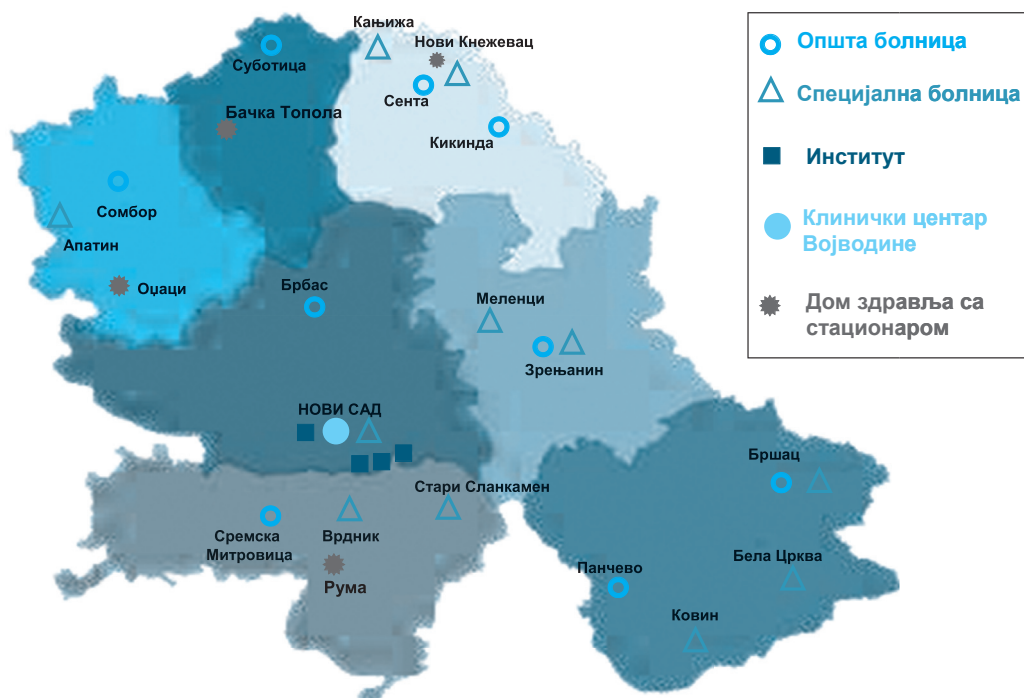 Кањижа
Нови Кнежевац
Суботица
Сента
Бачка Топола
Кикинда
Сомбор
Апатин
Оџаци
Брбас
Меленци
Зрењанин
НОВИ САД
Бршац
Стари Сланкамен
Сремска
Митровица
Врдник
Бела Црква
Панчево
Рума
Ковин
Општа болница
Специјална болница
Институт
Клинички центар
Војводине
Дом здравља са
стационаром